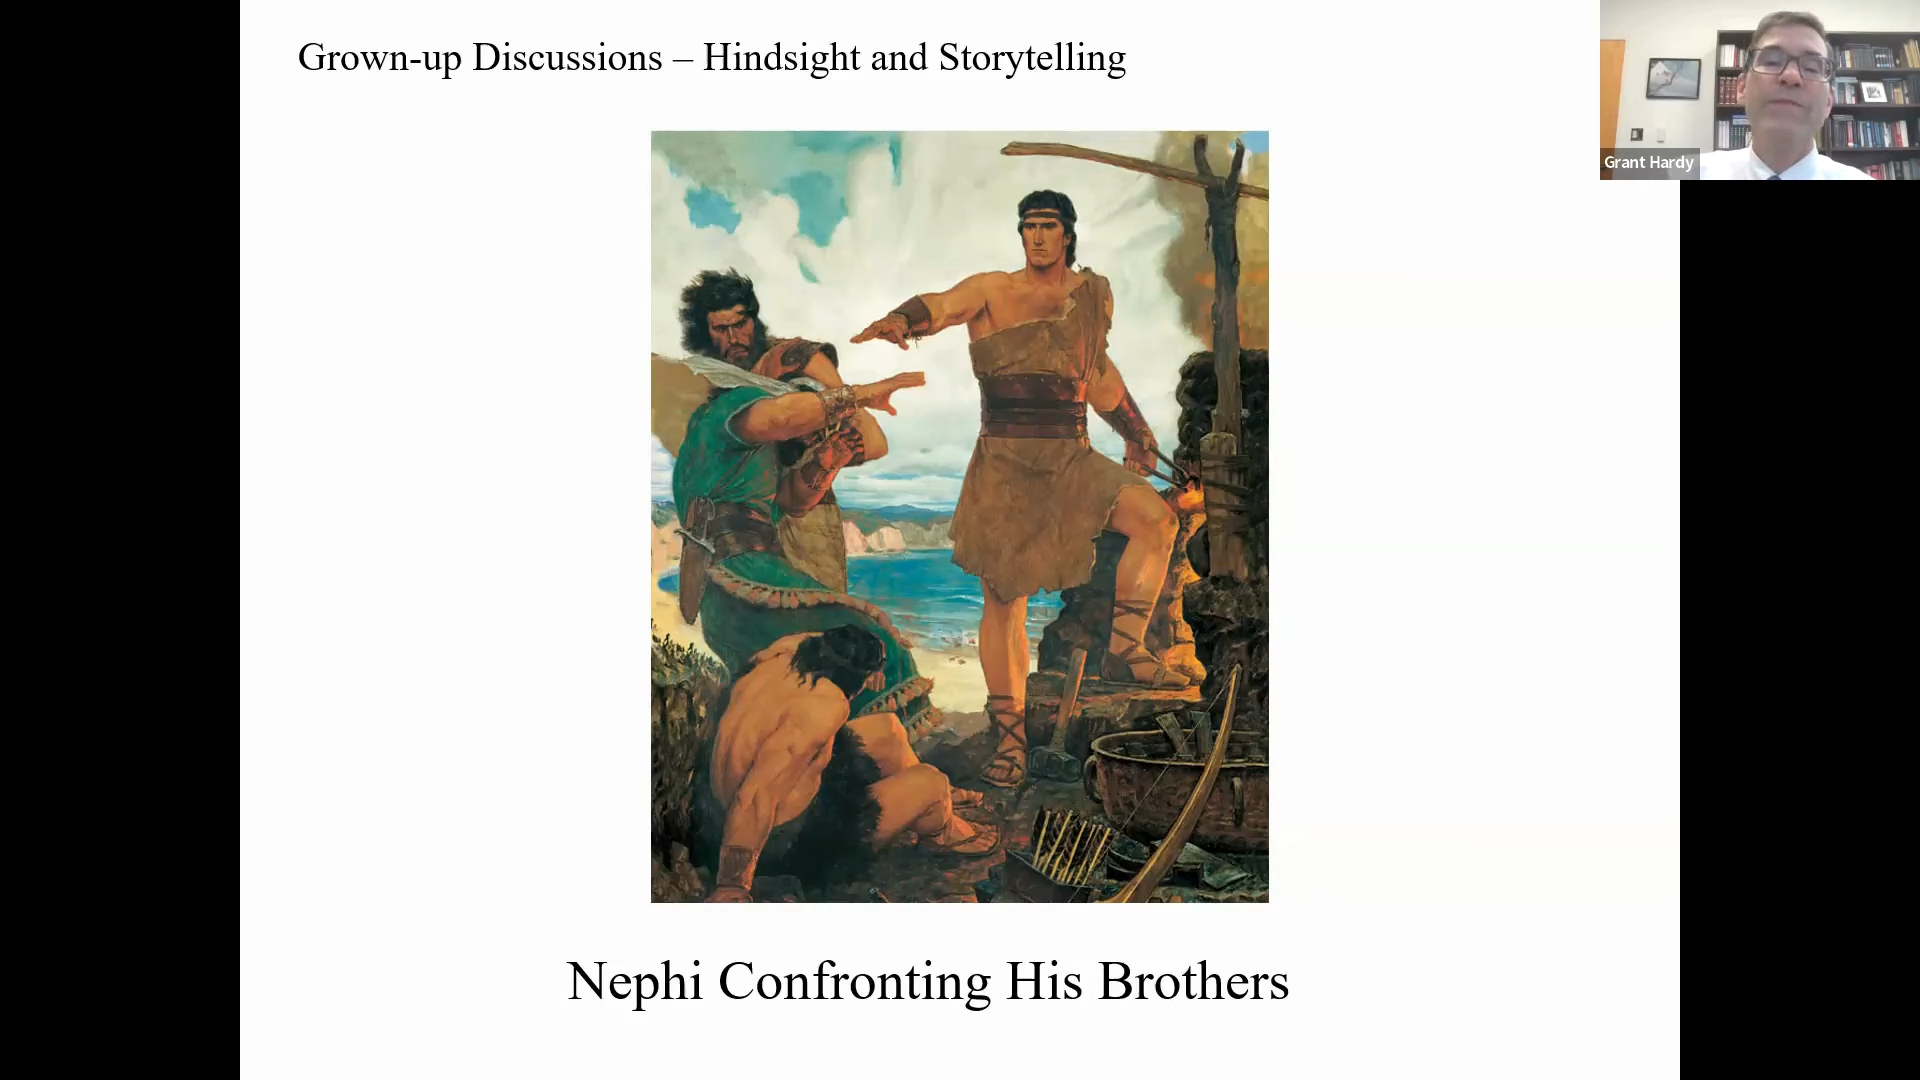 Grown-up Discussions – Hindsight and Storytelling
Grant Hardy
Nephi Confronting His Brothers